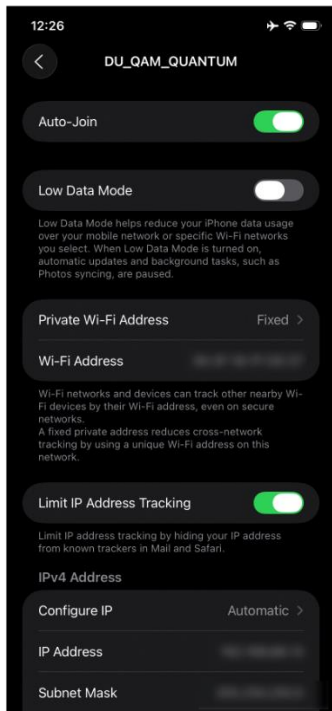 12:26
DU_QAM_QUANTUM
Auto-Join
Low Data Mode
Low Data Mode helps reduce your iPhone data usage
over your mobile network or specific Wi-Fi networks
you select. When Low Data Mode is turned on,
automatic updates and background tasks, such as
Photos syncing, are paused.
Private Wi-Fi Address Fixed
Wi-Fi Address
Wi-Fi networks and devices can track other nearby Wi-
Fi devices by their Wi-Fi address, even on secure
networks.
A fixed private address reduces cross-network
tracking by using a unique Wi-Fi address on this
network.
Limit IP Address Tracking
Limit IP address tracking by hiding your IP address
from known trackers in Mail and Safari.
IPv4 Address
Configure IP Automatic
IP Address
Subnet Mask